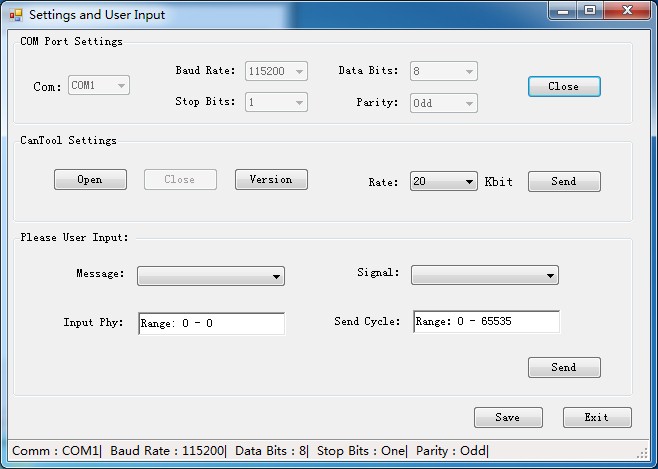 Settings and User Input
COM Port Settings
Com: COM1
Baud Rate: 115200
Data Bits: 8
Stop Bits: 1
Parity: Odd
Close
CanTool Settings
Open Close Version Rate: 20 Kbit Send
Please User Input:
Message: Signal:
Input Phy: Range: 0 - 0 Send Cycle: Range: 0 - 65535
Send
Save Exit
Comm : COM1| Baud Rate : 115200| Data Bits : 8| Stop Bits : One| Parity : Odd|